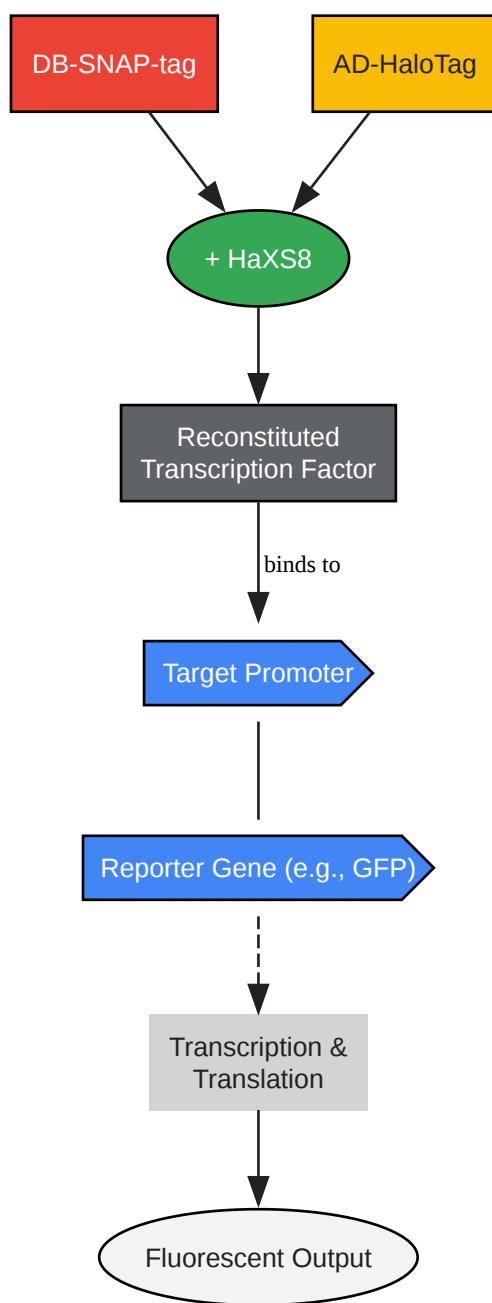 DB-SNAP-tag
AD-HaloTag
+ HaXS8
Reconstituted
Transcription Factor
binds to
Target Promoter
Reporter Gene (e.g., GFP)
Transcription &
Translation
Fluorescent Output